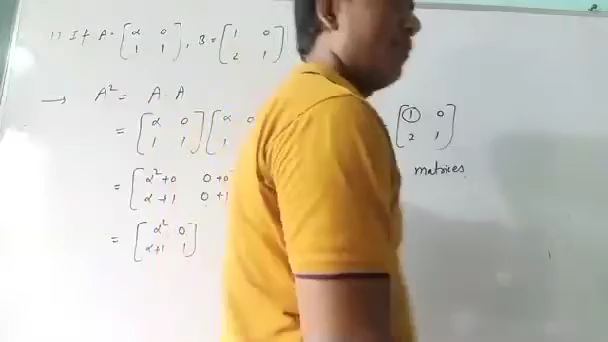 1) If A = [α 0 1 1], B = [1 0 2 1]
→ A² = A . A
= [α 0 1 1] [α 0 1
= [α²+0 0+0 α+1 0+1
= [α² 0 α+1 1]
[1 0 2 1]
matrices